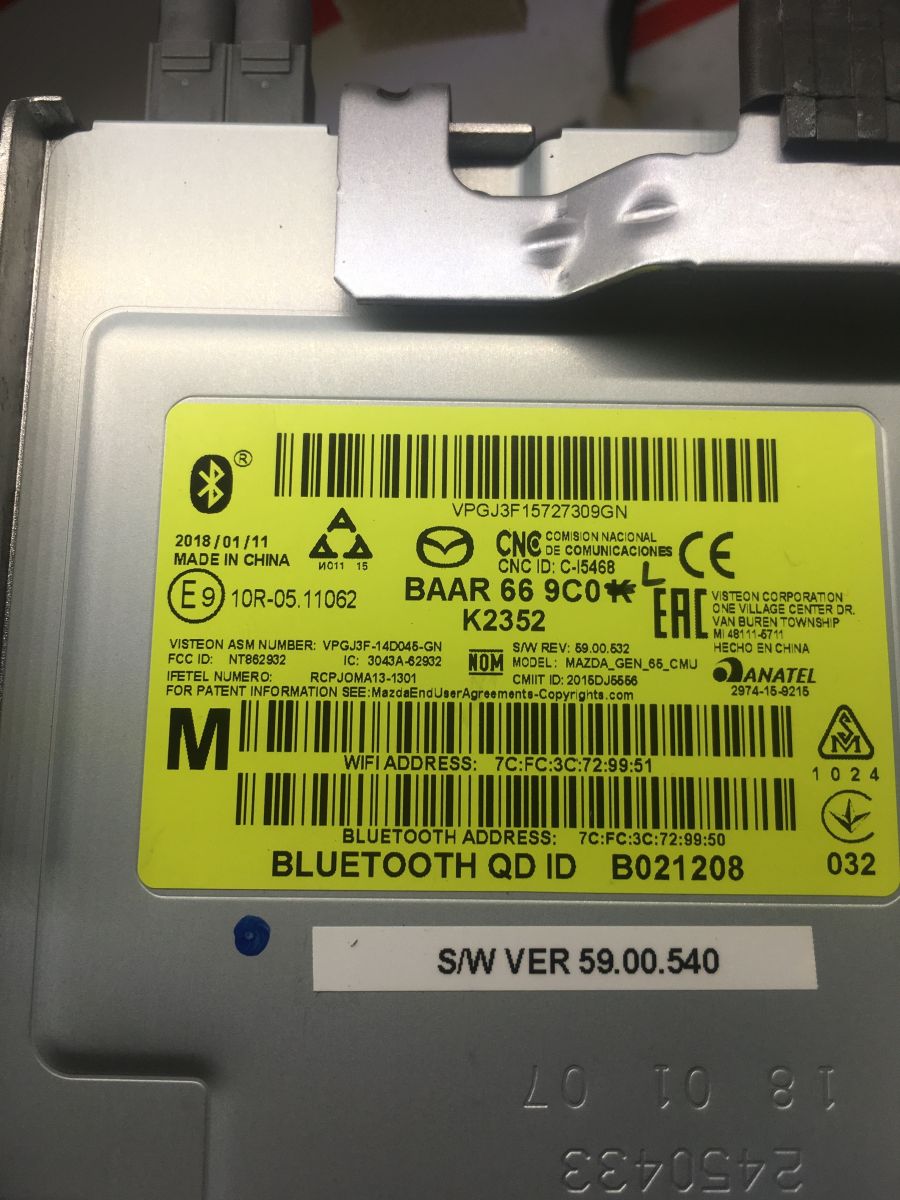 ®
VPGJ3F15727309GN
2018/01/11
MADE IN CHINA
И011 15
CNC COMISION NACIONAL
DE COMUNICACIONES
CNC ID: C-I5468
CE
E9 10R-05.11062
BAAR 66 9C0 L
K2352
EAC
VISTEON CORPORATION
ONE VILLAGE CENTER DR.
VAN BUREN TOWNSHIP
MI 48111-5711
HECHO EN CHINA
VISTEON ASM NUMBER: VPGJ3F-14D045-GN
FCC ID: NT862932 IC: 3043A-62932
IFETEL NUMERO: RCPJOMA13-1301
FOR PATENT INFORMATION SEE:MazdaEndUserAgreements-Copyrights.com
NOM
S/W REV: 59.00.532
MODEL: MAZDA_GEN_65_CMU
CMIIT ID: 2015DJ5556
ANATEL
2974-15-9215
M
WIFI ADDRESS: 7C:FC:3C:72:99:51
1024
BLUETOOTH ADDRESS: 7C:FC:3C:72:99:50
BLUETOOTH QD ID B021208
032
S/W VER 59.00.540
18 01 07
2450433